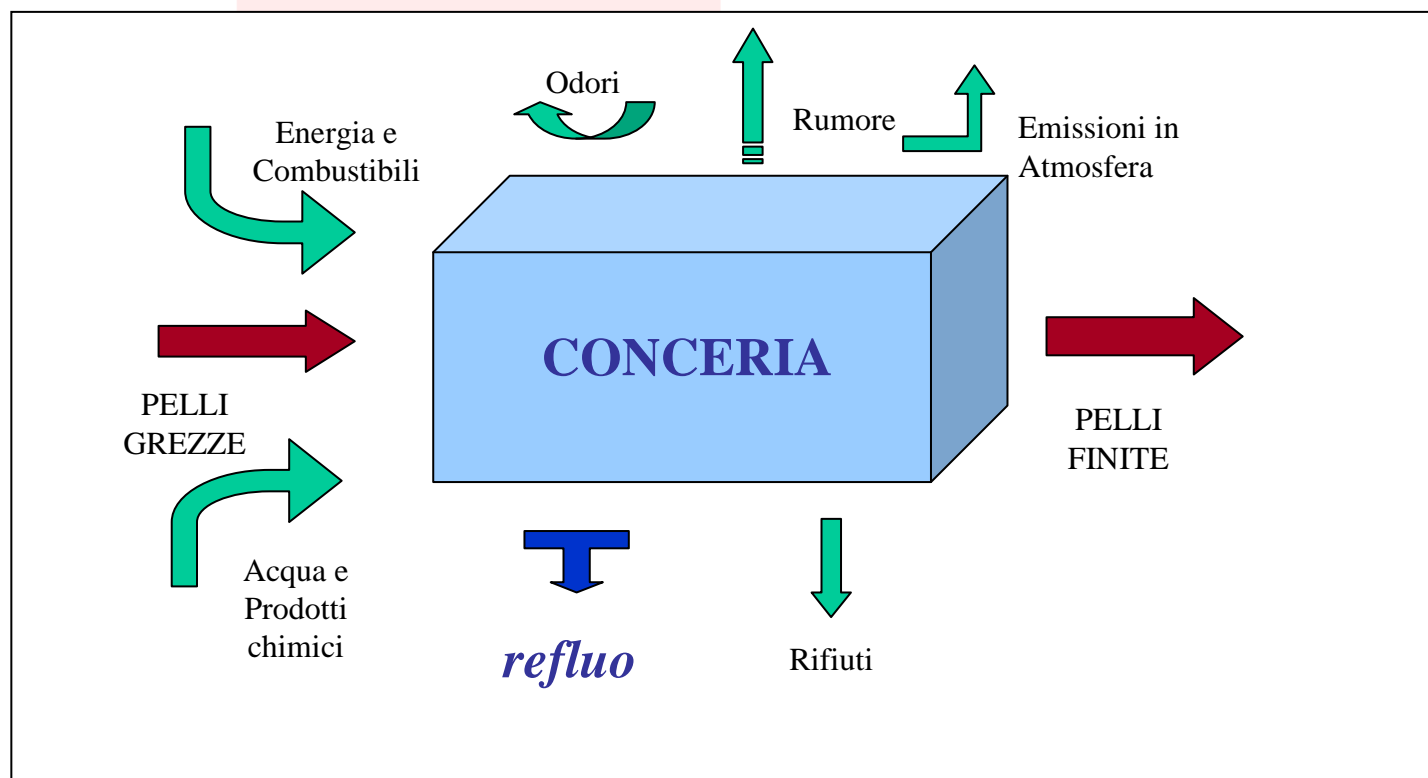 Odori
Rumore
Energia e
Combustibili
Emissioni in
Atmosfera
CONCERIA
PELLI
GREZZE
PELLI
FINITE
Acqua e
Prodotti
chimici
refluo
Rifiuti